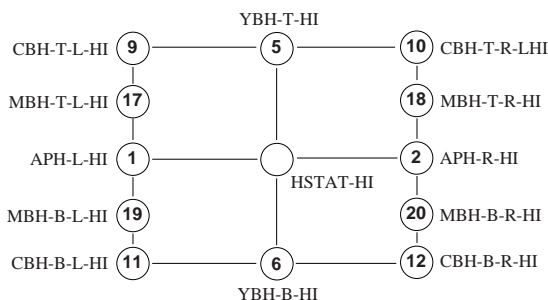 YBH-T-HI
CBH-T-L-HI 9 5 10 CBH-T-R-LHI
MBH-T-L-HI 17 18 MBH-T-R-HI
APH-L-HI 1 2 APH-R-HI
HSTAT-HI
MBH-B-L-HI 19 20 MBH-B-R-HI
CBH-B-L-HI 11 6 12 CBH-B-R-HI
YBH-B-HI